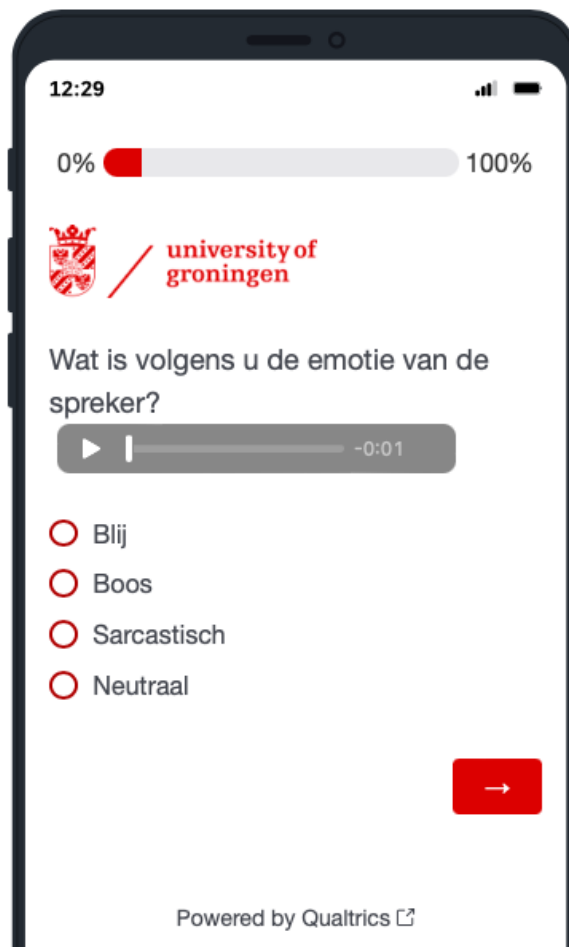 12:29
0% 100%
university of
groningen
Wat is volgens u de emotie van de
spreker?
-0:01
Blij
Boos
Sarcastisch
Neutraal
→
Powered by Qualtrics